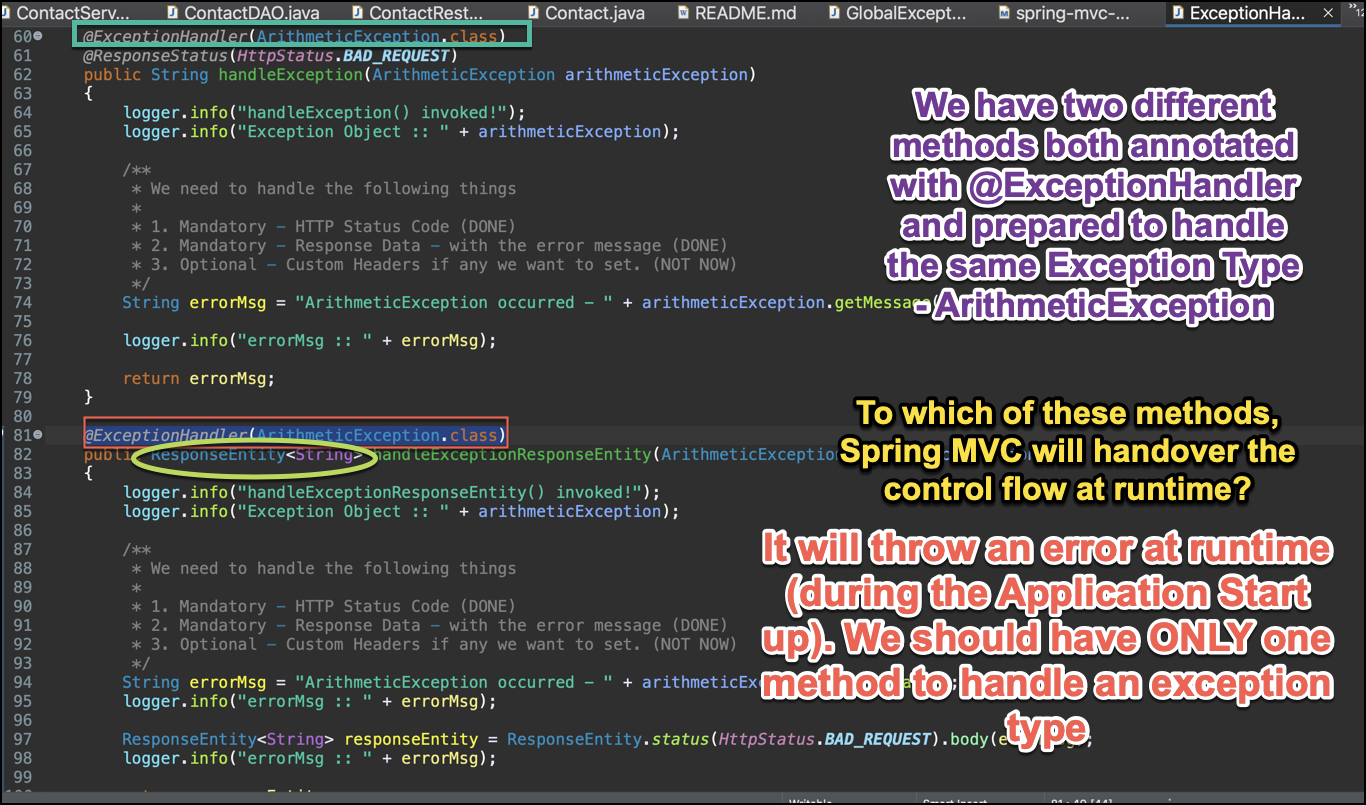 ContactServ...
ContactDAO.java
ContactRest...
Contact.java
README.md
GlobalExcept...
spring-mvc-...
ExceptionHa...
60 @ExceptionHandler(ArithmeticException.class)
61 @ResponseStatus(HttpStatus.BAD_REQUEST)
62 public String handleException(ArithmeticException arithmeticException)
63 {
64 logger.info("handleException() invoked!");
65 logger.info("Exception Object :: " + arithmeticException);
66
67 /**
68 * We need to handle the following things
69 *
70 * 1. Mandatory - HTTP Status Code (DONE)
71 * 2. Mandatory - Response Data - with the error message (DONE)
72 * 3. Optional - Custom Headers if any we want to set. (NOT NOW)
73 */
74 String errorMsg = "ArithmeticException occurred - " + arithmeticException.getMessage(
75
76 logger.info("errorMsg :: " + errorMsg);
77
78 return errorMsg;
79 }
80
81 @ExceptionHandler(ArithmeticException.class)
82 public ResponseEntity<String> handleExceptionResponseEntity(ArithmeticException
83 {
84 logger.info("handleExceptionResponseEntity() invoked!");
85 logger.info("Exception Object :: " + arithmeticException);
86
87 /**
88 * We need to handle the following things
89 *
90 * 1. Mandatory - HTTP Status Code (DONE)
91 * 2. Mandatory - Response Data - with the error message (DONE)
92 * 3. Optional - Custom Headers if any we want to set. (NOT NOW)
93 */
94 String errorMsg = "ArithmeticException occurred - " +
95 logger.info("errorMsg :: " + errorMsg);
96
97 ResponseEntity<String> responseEntity = ResponseEntity.status(HttpStatus.BAD_REQUEST).body(
98 logger.info("errorMsg :: " + errorMsg);
99
We have two different
methods both annotated
with @ExceptionHandler
and prepared to handle
the same Exception Type
- ArithmeticException
To which of these methods,
Spring MVC will handover the
control flow at runtime?
It will throw an error at runtime
(during the Application Start
up). We should have ONLY one
method to handle an exception
type